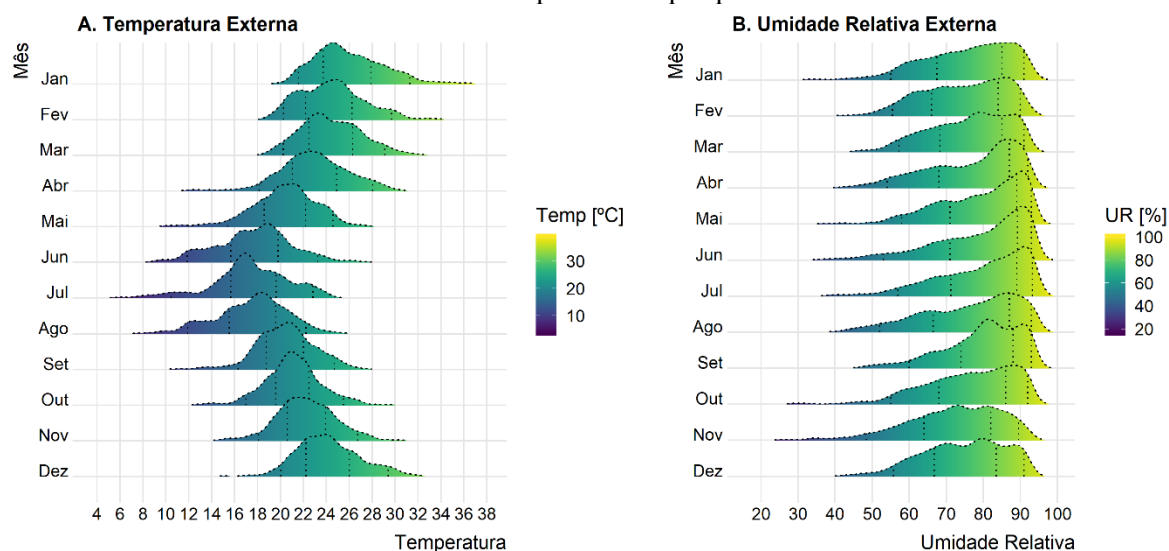 A. Temperatura Externa
Mês
Jan
Fev
Mar
Abr
Mai
Jun
Jul
Ago
Set
Out
Nov
Dez
4 6 8 10 12 14 16 18 20 22 24 26 28 30 32 34 36 38
Temperatura
Temp [ºC]
30
20
10
B. Umidade Relativa Externa
Mês
Jan
Fev
Mar
Abr
Mai
Jun
Jul
Ago
Set
Out
Nov
Dez
20 30 40 50 60 70 80 90 100
Umidade Relativa
UR [%]
100
80
60
40
20